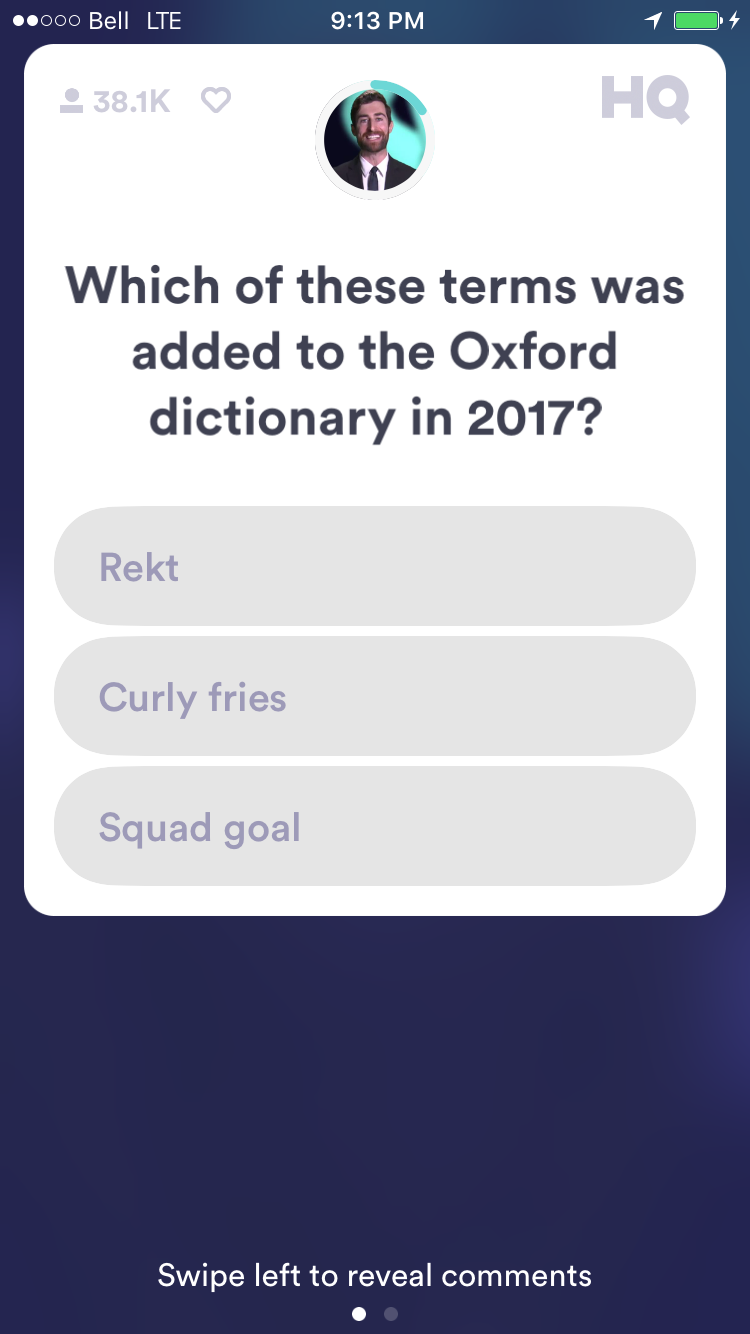 Bell LTE 9:13 PM
38.1K HQ
Which of these terms was
added to the Oxford
dictionary in 2017?
Rekt
Curly fries
Squad goal
Swipe left to reveal comments